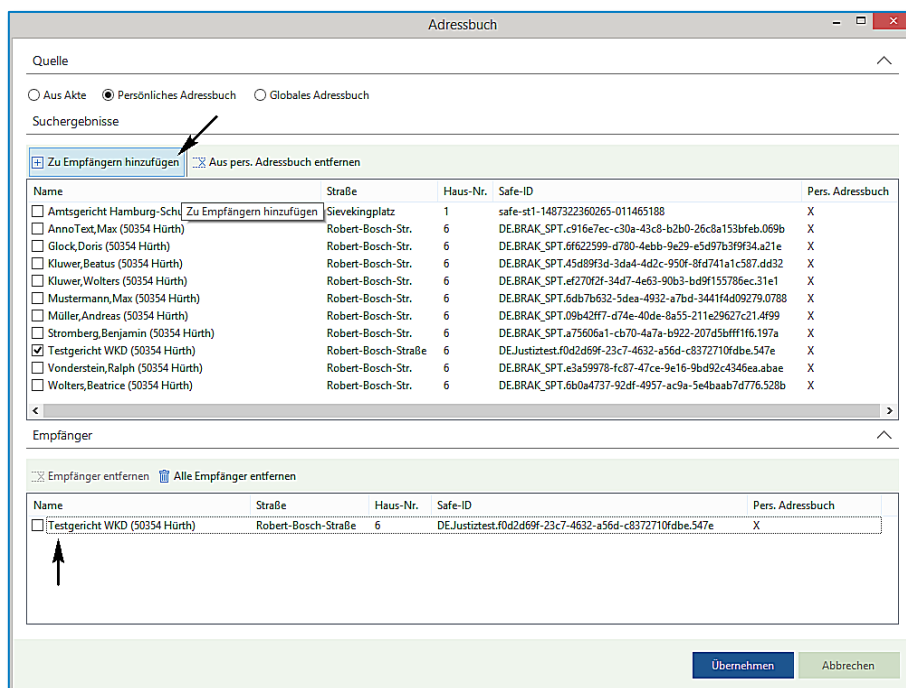 Adressbuch
Quelle
Aus Akte Persönliches Adressbuch Globales Adressbuch
Suchergebnisse
Zu Empfängern hinzufügen Aus pers. Adressbuch entfernen
Name Straße Haus-Nr. Safe-ID Pers. Adressbuch
Amtsgericht Hamburg-Schu Zu Empfängern hinzufügen Sievekingplatz 1 safe-st1-1487322360265-011465188 X
AnnoText,Max (50354 Hürth) Robert-Bosch-Str. 6 DE.BRAK_SPT.c916e7ec-c30a-43c8-b2b0-26c8a153bfeb.069b X
Glock,Doris (50354 Hürth) Robert-Bosch-Str. 6 DE.BRAK_SPT.6f622599-d780-4ebb-9e29-e5d97b3f9f34.a21e X
Kluwer,Beatus (50354 Hürth) Robert-Bosch-Str. 6 DE.BRAK_SPT.45d89f3d-3da4-4d2c-950f-8fd741a1c587.dd32 X
Kluwer,Wolters (50354 Hürth) Robert-Bosch-Str. 6 DE.BRAK_SPT.ef270f2f-34d7-4e63-90b3-bd9f155786ec.31e1 X
Mustermann,Max (50354 Hürth) Robert-Bosch-Str. 6 DE.BRAK_SPT.6db7b632-5dea-4932-a7bd-3441f4d09279.0788 X
Müller,Andreas (50354 Hürth) Robert-Bosch-Str. 6 DE.BRAK_SPT.09b42ff7-d74e-40de-8a55-211e29627c21.4f99 X
Stromberg,Benjamin (50354 Hürth) Robert-Bosch-Str. 6 DE.BRAK_SPT.a75606a1-cb70-4a7a-b922-207d5bfff1f6.197a X
Testgericht WKD (50354 Hürth) Robert-Bosch-Straße 6 DE.Justiztest.f0d2d69f-23c7-4632-a56d-c8372710fdbe.547e X
Vonderstein,Ralph (50354 Hürth) Robert-Bosch-Str. 6 DE.BRAK_SPT.e3a59978-fc87-47ce-9e16-9bd92c4346ea.abae X
Wolters,Beatrice (50354 Hürth) Robert-Bosch-Str. 6 DE.BRAK_SPT.6b0a4737-92df-4957-ac9a-5e4baab7d776.528b X
Empfänger
Empfänger entfernen Alle Empfänger entfernen
Name Straße Haus-Nr. Safe-ID Pers. Adressbuch
Testgericht WKD (50354 Hürth) Robert-Bosch-Straße 6 DE.Justiztest.f0d2d69f-23c7-4632-a56d-c8372710fdbe.547e X
Übernehmen Abbrechen